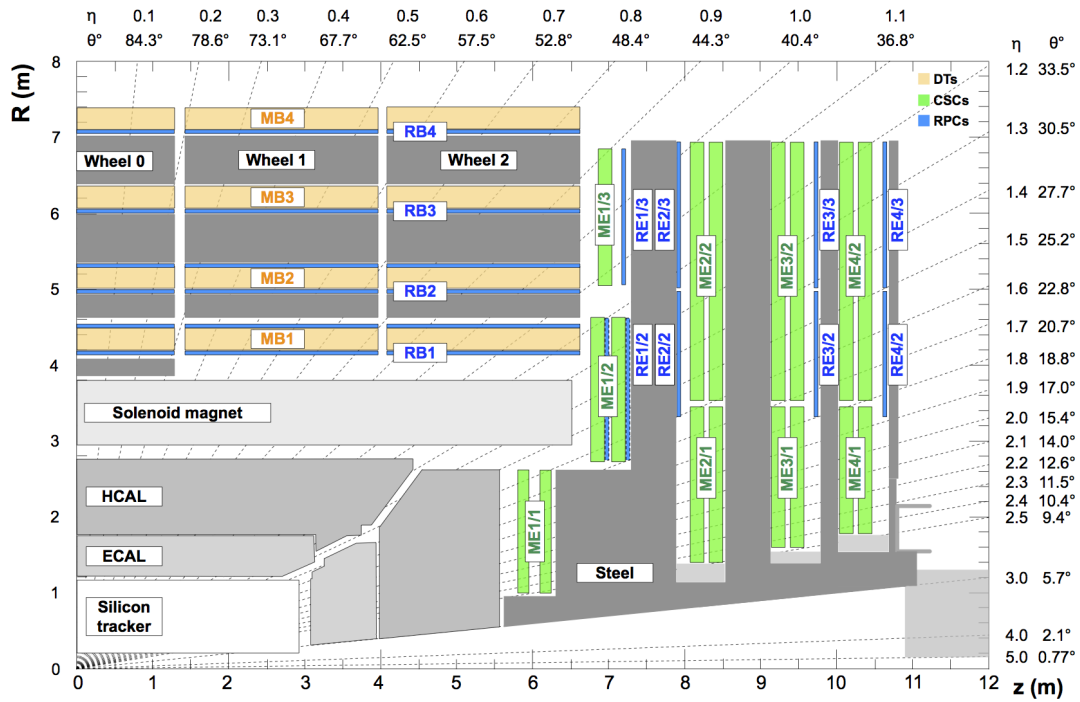 η 0.1 0.2 0.3 0.4 0.5 0.6 0.7 0.8 0.9 1.0 1.1
θ° 84.3° 78.6° 73.1° 67.7° 62.5° 57.5° 52.8° 48.4° 44.3° 40.4° 36.8° η θ°
R (m)
8
7
6
5
4
3
2
1
0
1.2 33.5°
1.3 30.5°
1.4 27.7°
1.5 25.2°
1.6 22.8°
1.7 20.7°
1.8 18.8°
1.9 17.0°
2.0 15.4°
2.1 14.0°
2.2 12.6°
2.3 11.5°
2.4 10.4°
2.5 9.4°
3.0 5.7°
4.0 2.1°
5.0 0.77°
DTs
CSCs
RPCs
MB4
RB4
Wheel 0 Wheel 1 Wheel 2
MB3
RB3
MB2
RB2
MB1
RB1
Solenoid magnet
HCAL
ECAL
Silicon
tracker
Steel
ME1/3
RE1/3
RE2/3
ME2/2
ME3/2
RE3/3
ME4/2
RE4/3
ME1/2
RE1/2
RE2/2
RE3/2
RE4/2
ME1/1
ME2/1
ME3/1
ME4/1
0 1 2 3 4 5 6 7 8 9 10 11 12
z (m)